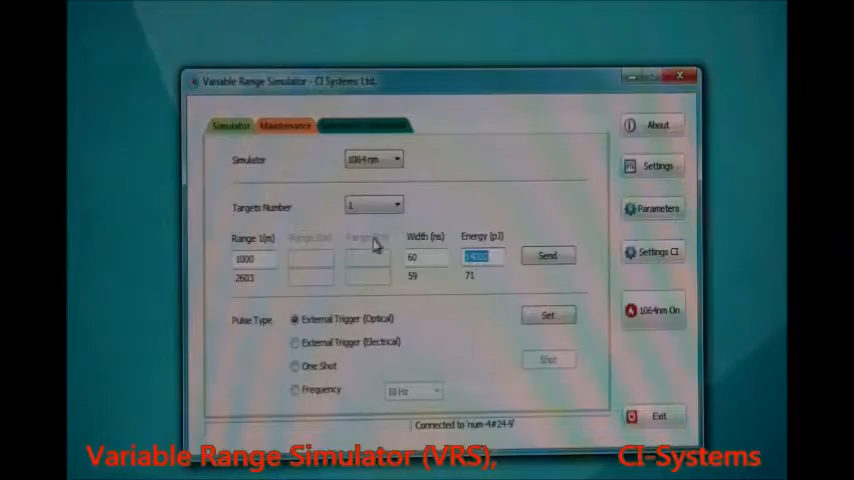 Variable Range Simulator - CI Systems Ltd.
Simulator
Maintenance
About
Simulator
1064 nm
Settings
Targets Number
1
Parameters
Range 1(m)
Width (ns)
Energy (pJ)
1000
60
Send
Settings CI
2603
59
71
Pulse Type
External Trigger (Optical)
Set
1064nm On
External Trigger (Electrical)
One Shot
Shot
Frequency
10 Hz
Exit
Variable Range Simulator (VRS),
CI-Systems